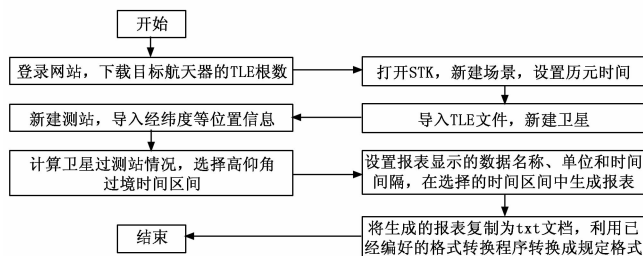 开始
登录网站，下载目标航天器的TLE根数
打开STK，新建场景，设置历元时间
导入TLE文件，新建卫星
新建测站，导入经纬度等位置信息
计算卫星过测站情况，选择高仰角
过境时间区间
设置报表显示的数据名称、单位和时间
间隔，在选择的时间区间中生成报表
将生成的报表复制为txt文档，利用已
经编好的格式转换程序转换成规定格式
结束